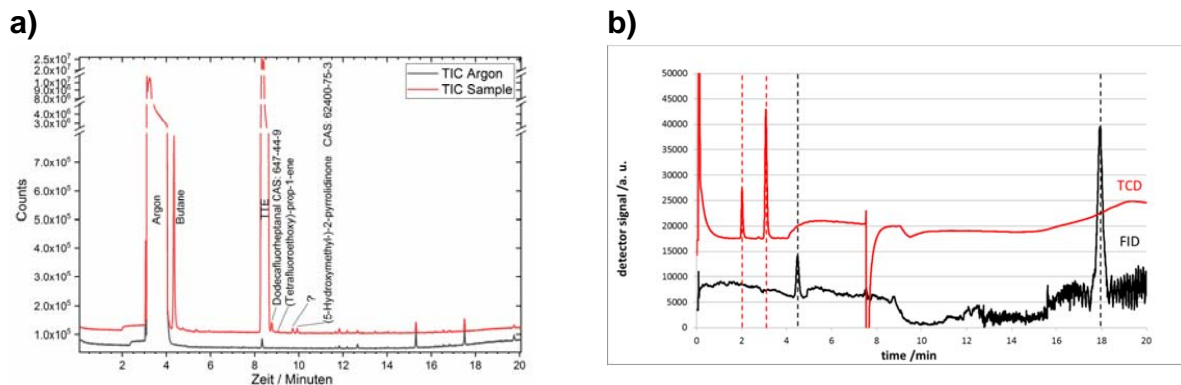 a)
2.5x10⁷
2.0x10⁷
1.0x10⁷
8.0x10⁶
4.0x10⁶
3.0x10⁶
7.0x10⁵
6.0x10⁵
5.0x10⁵
4.0x10⁵
3.0x10⁵
2.0x10⁵
1.0x10⁵
Counts
TIC Argon
TIC Sample
Argon
Butane
TTE
Dodecafluorheptanal CAS: 647-44-9
(Tetrafluoroethoxy)-prop-1-ene
?
(5-Hydroxymethyl-)-2-pyrrolidinone CAS: 62400-75-3
2 4 6 8 10 12 14 16 18 20
Zeit / Minuten
b)
50000
45000
40000
35000
30000
25000
20000
15000
10000
5000
0
detector signal /a. u.
TCD
FID
0 2 4 6 8 10 12 14 16 18 20
time /min